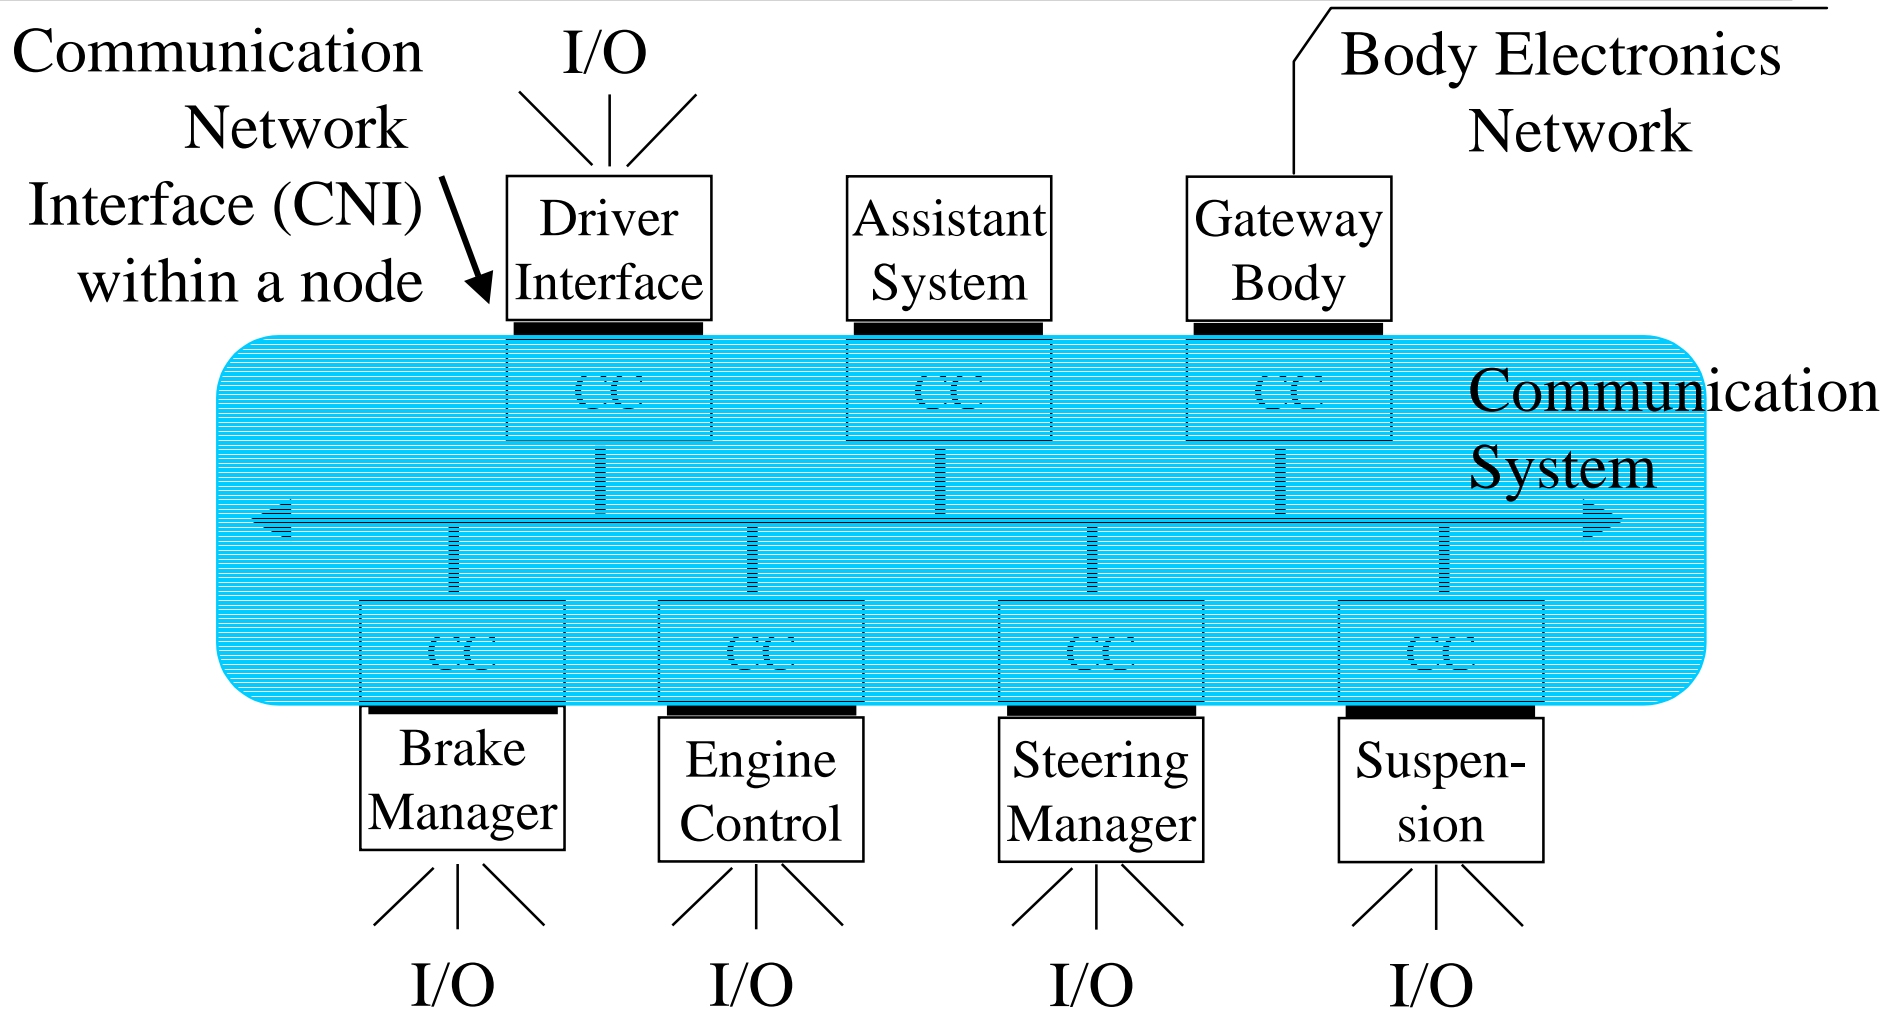 Communication
Network
Interface (CNI)
within a node
I/O
Body Electronics
Network
Driver
Interface
Assistant
System
Gateway
Body
CC
CC
CC
Communication
System
CC
CC
CC
CC
Brake
Manager
Engine
Control
Steering
Manager
Suspen-
sion
I/O
I/O
I/O
I/O